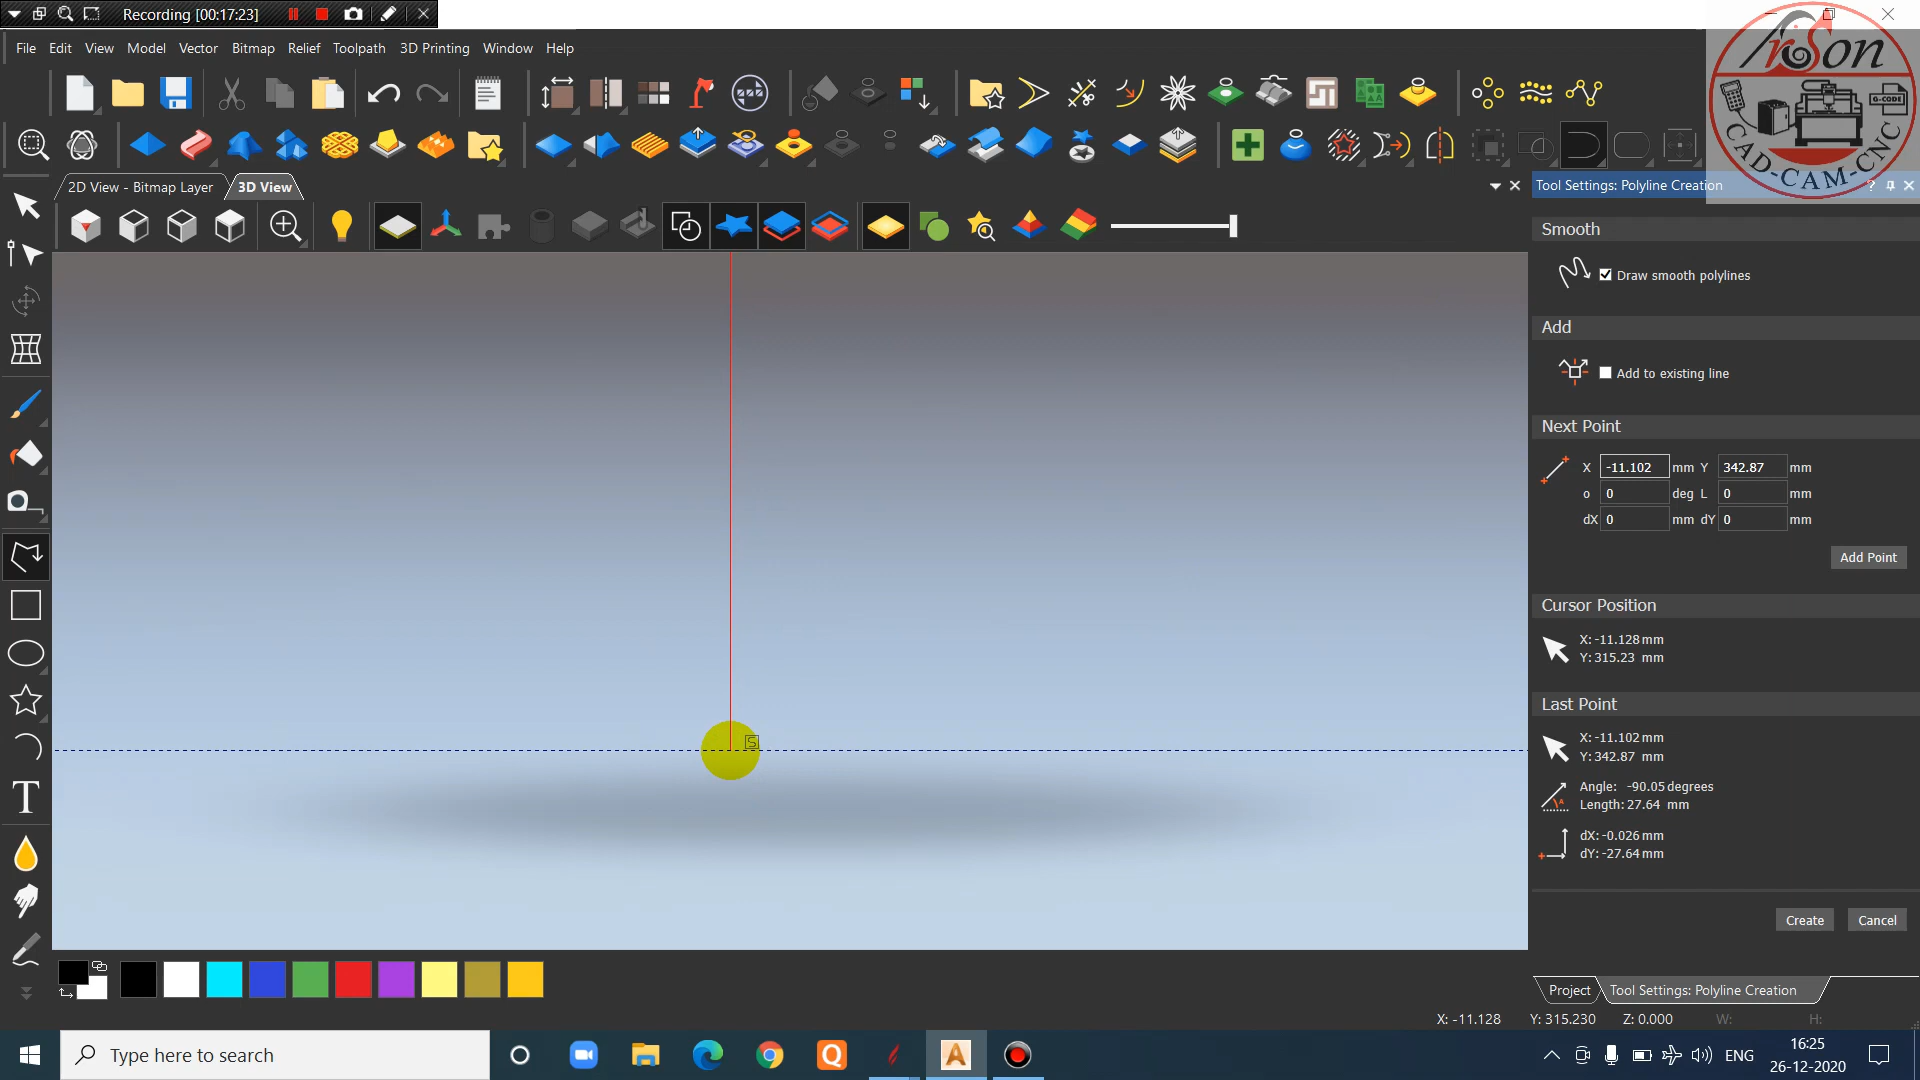 Recording [00:17:23]
File Edit View Model Vector Bitmap Relief Toolpath 3D Printing Window Help
ArtSon
G-CODE
CAD-CAM-CNC
2D View - Bitmap Layer 3D View
Tool Settings: Polyline Creation ?
Smooth
Draw smooth polylines
Add
Add to existing line
Next Point
X -11.102 mm Y 342.87 mm
o 0 deg L 0 mm
dX 0 mm dY 0 mm
Add Point
Cursor Position
X: -11.128 mm
Y: 315.23 mm
Last Point
X: -11.102 mm
Y: 342.87 mm
Angle: -90.05 degrees
Length: 27.64 mm
dX: -0.026 mm
dY: -27.64 mm
S
Create Cancel
Project Tool Settings: Polyline Creation
X: -11.128 Y: 315.230 Z: 0.000 W: H:
Type here to search
ENG
16:25
26-12-2020